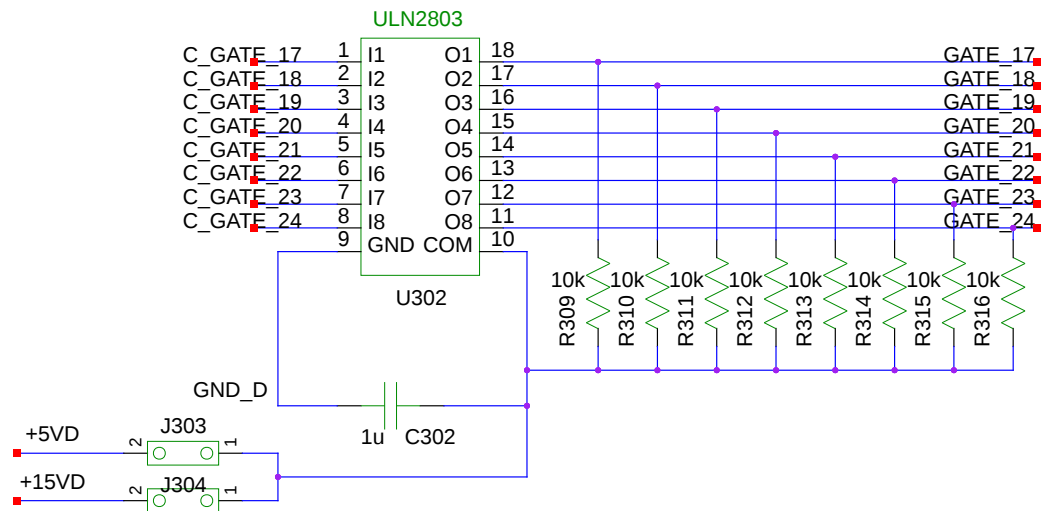 ULN2803
C_GATE_17 1 I1 O1 18 GATE_17
C_GATE_18 2 I2 O2 17 GATE_18
C_GATE_19 3 I3 O3 16 GATE_19
C_GATE_20 4 I4 O4 15 GATE_20
C_GATE_21 5 I5 O5 14 GATE_21
C_GATE_22 6 I6 O6 13 GATE_22
C_GATE_23 7 I7 O7 12 GATE_23
C_GATE_24 8 I8 O8 11 GATE_24
9 GND COM 10
U302
10k 10k 10k 10k 10k 10k 10k 10k
R309 R310 R311 R312 R313 R314 R315 R316
GND_D
1u C302
+5VD 2 J303 1
+15VD 2 J304 1